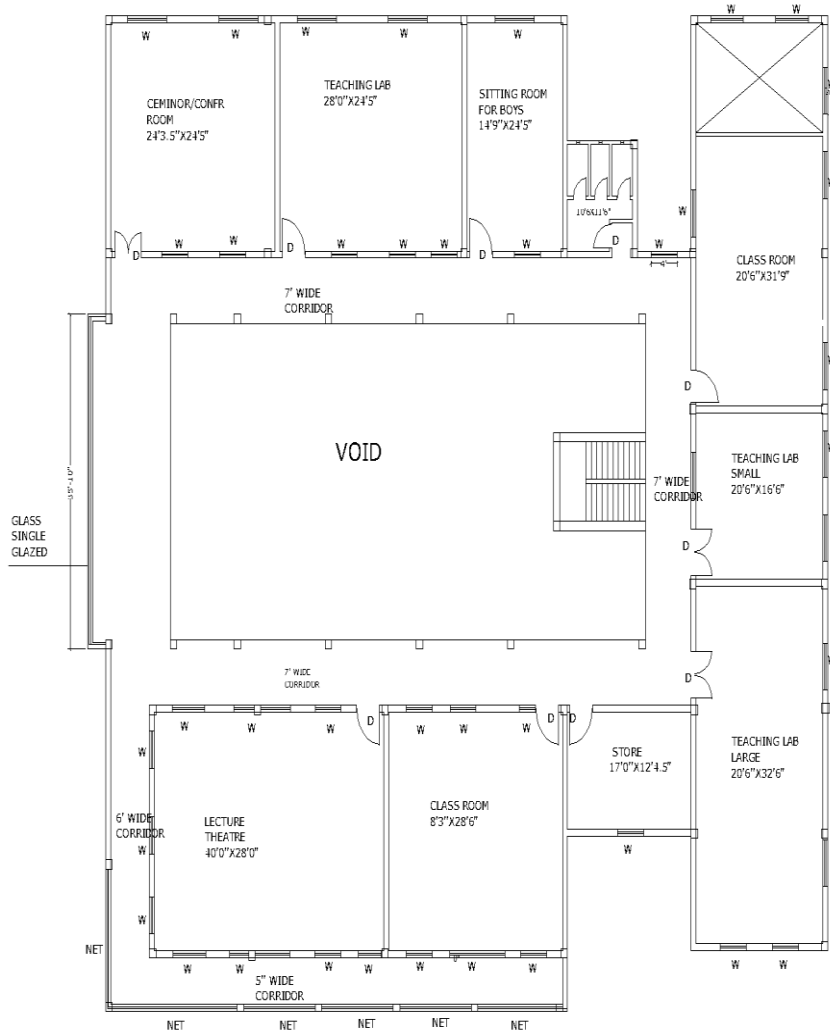 W
W
W
W
W
W
W
CEMINOR/CONFR
ROOM
24'3.5"X24'5"
TEACHING LAB
28'0"X24'5"
SITTING ROOM
FOR BOYS
14'9"X24'5"
W
W
W
10'6X11'6"
W
CLASS ROOM
20'6"X31'9"
D
W
W
D
W
W
W
D
W
D
W
4'
7' WIDE
CORRIDOR
W
D
VOID
W
TEACHING LAB
SMALL
20'6"X16'6"
7' WIDE
CORRIDOR
GLASS
SINGLE
GLAZED
W
D
7' WIDE
CORRIDOR
W
D
W
W
W
D
W
W
W
D
D
W
STORE
17'0"X12'4.5"
TEACHING LAB
LARGE
20'6"X32'6"
6' WIDE
CORRIDOR
LECTURE
THEATRE
40'0"X28'0"
CLASS ROOM
8'3"X28'6"
W
W
W
W
NET
W
W
W
W
W
W
W
W
W
5" WIDE
CORRIDOR
NET
NET
NET
NET
NET